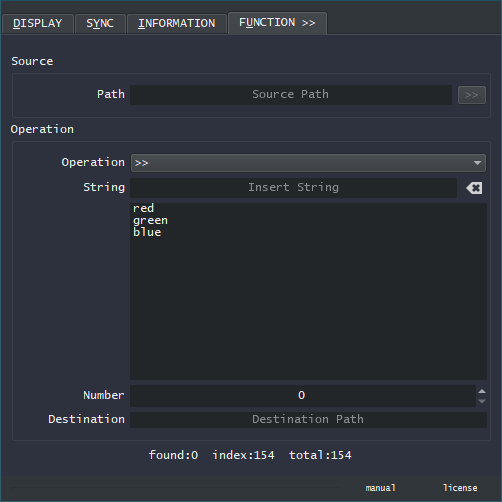 DISPLAY SYNC INFORMATION FUNCTION >>
Source
Path Source Path >>
Operation
Operation >>
String Insert String
red
green
blue
Number 0
Destination Destination Path
found:0 index:154 total:154
manual license